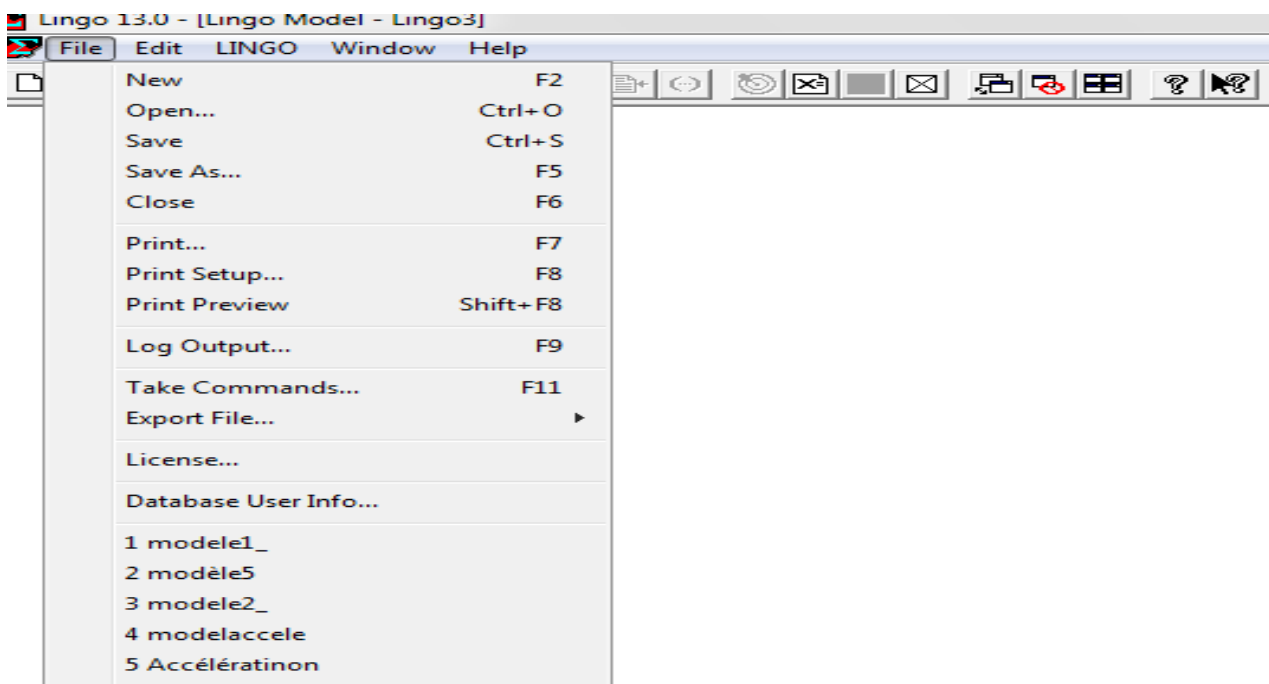 Lingo 13.0 - [Lingo Model - Lingo3]
File Edit LINGO Window Help
New F2
Open... Ctrl+O
Save Ctrl+S
Save As... F5
Close F6
Print... F7
Print Setup... F8
Print Preview Shift+F8
Log Output... F9
Take Commands... F11
Export File...
License...
Database User Info...
1 modele1_
2 modèle5
3 modele2_
4 modelaccele
5 Accélératinon